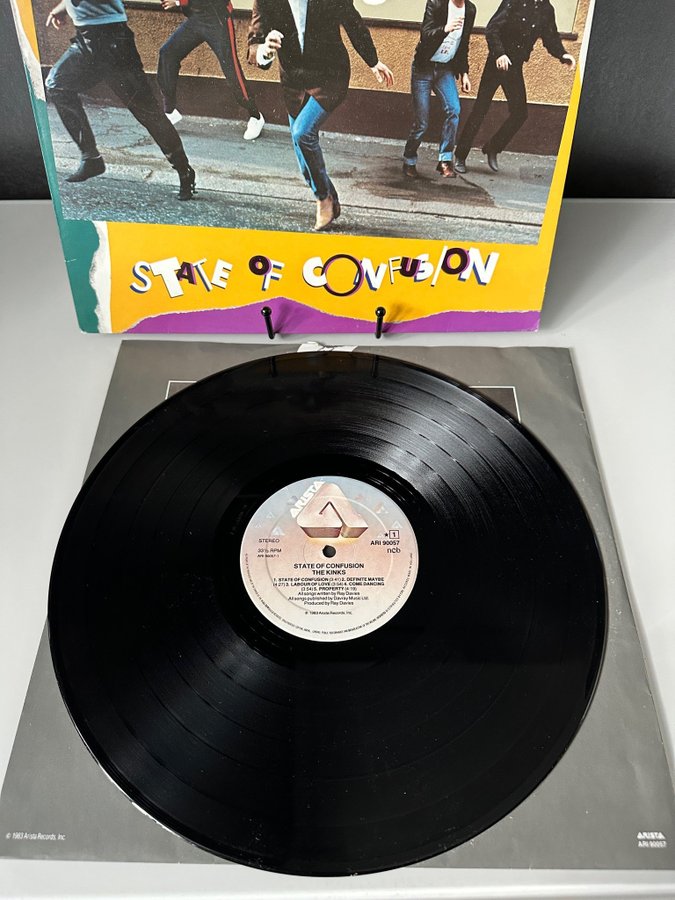 STATE OF CONFUSION
ARISTA
STEREO
★ 1
33⅓ RPM
ARI 90057
ncb
STATE OF CONFUSION
THE KINKS
1. STATE OF CONFUSION (3:41) 2. DEFINITE MAYBE
(4:27) 3. LABOUR OF LOVE (3:54) 4. COME DANCING
(3:54) 5. PROPERTY (4:19)
All songs written by Ray Davies
All songs published by Davray Music Ltd.
Produced by Ray Davies
℗ 1983 Arista Records, Inc.
© 1983 Arista Records, Inc.
ARISTA
ARI 90057